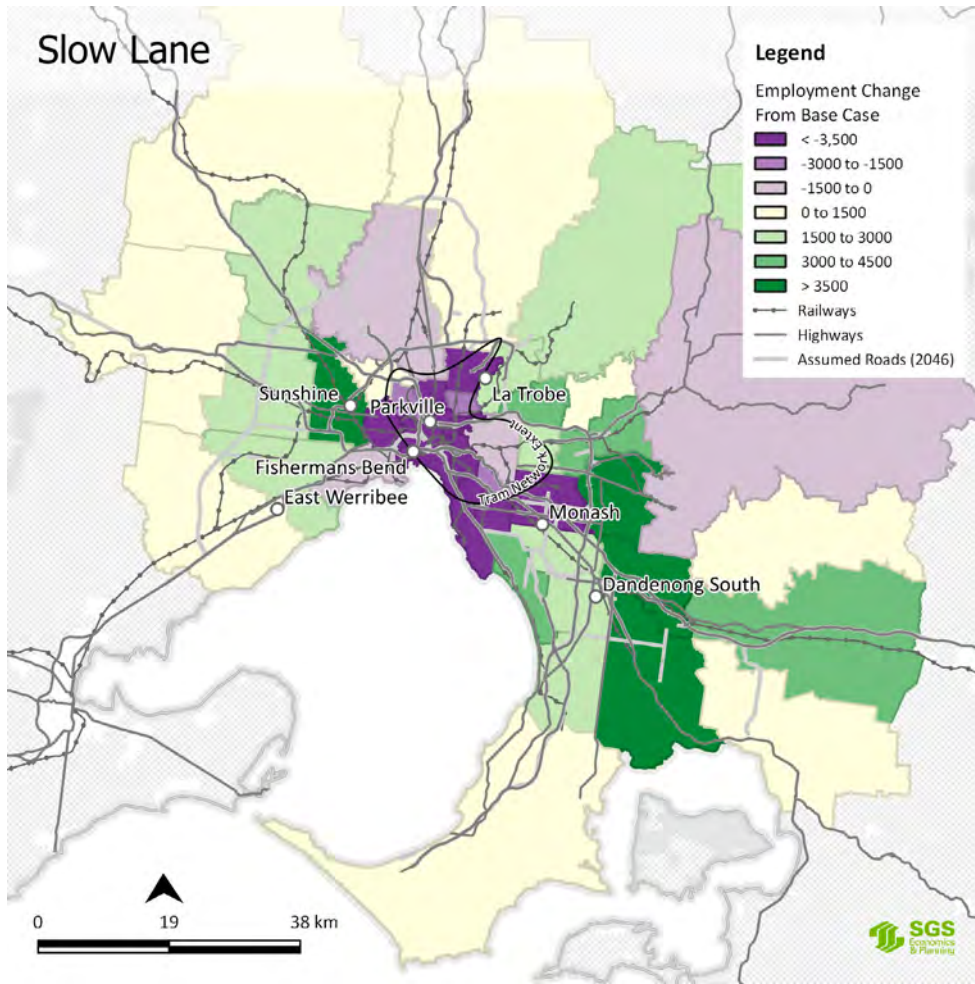 Slow Lane
Legend
Employment Change
From Base Case
< -3,500
-3000 to -1500
-1500 to 0
0 to 1500
1500 to 3000
3000 to 4500
> 3500
Railways
Highways
Assumed Roads (2046)
Sunshine
Parkville
La Trobe
Tram Network Extent
Fishermans Bend
East Werribee
Monash
Dandenong South
0 19 38 km
SGS
Economics
& Planning